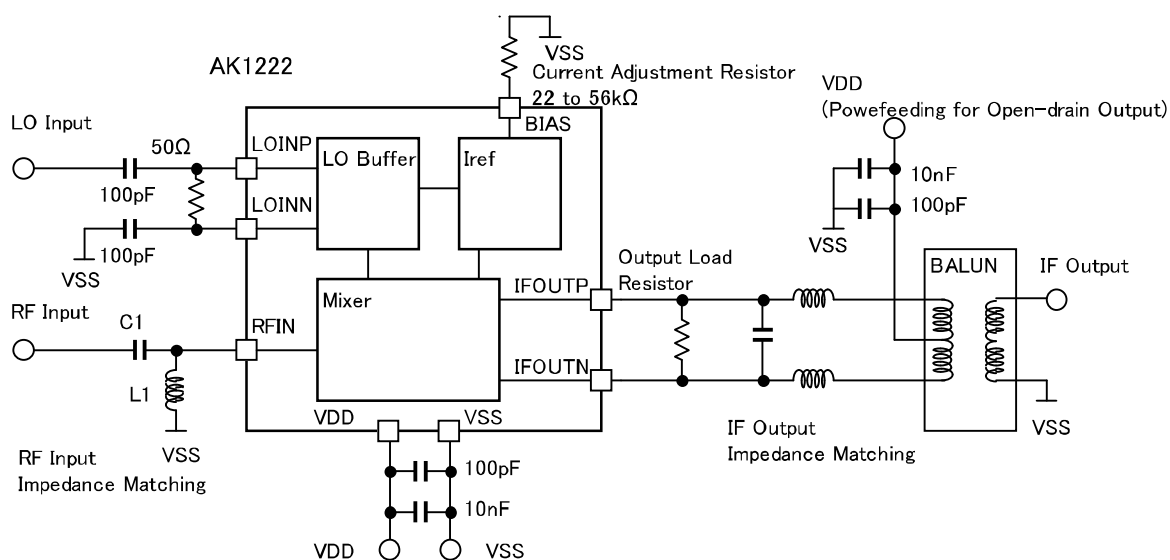 VSS
AK1222
Current Adjustment Resistor
22 to 56kΩ
VDD
(Powefeeding for Open-drain Output)
LO Input
50Ω
LOINP
LO Buffer
Iref
BIAS
100pF
LOINN
100pF
VSS
10nF
100pF
VSS
BALUN
IF Output
Output Load
Resistor
IFOUTP
Mixer
RF Input
C1
RFIN
L1
IFOUTN
VDD
VSS
VSS
VSS
RF Input
Impedance Matching
IF Output
Impedance Matching
100pF
10nF
VDD
VSS